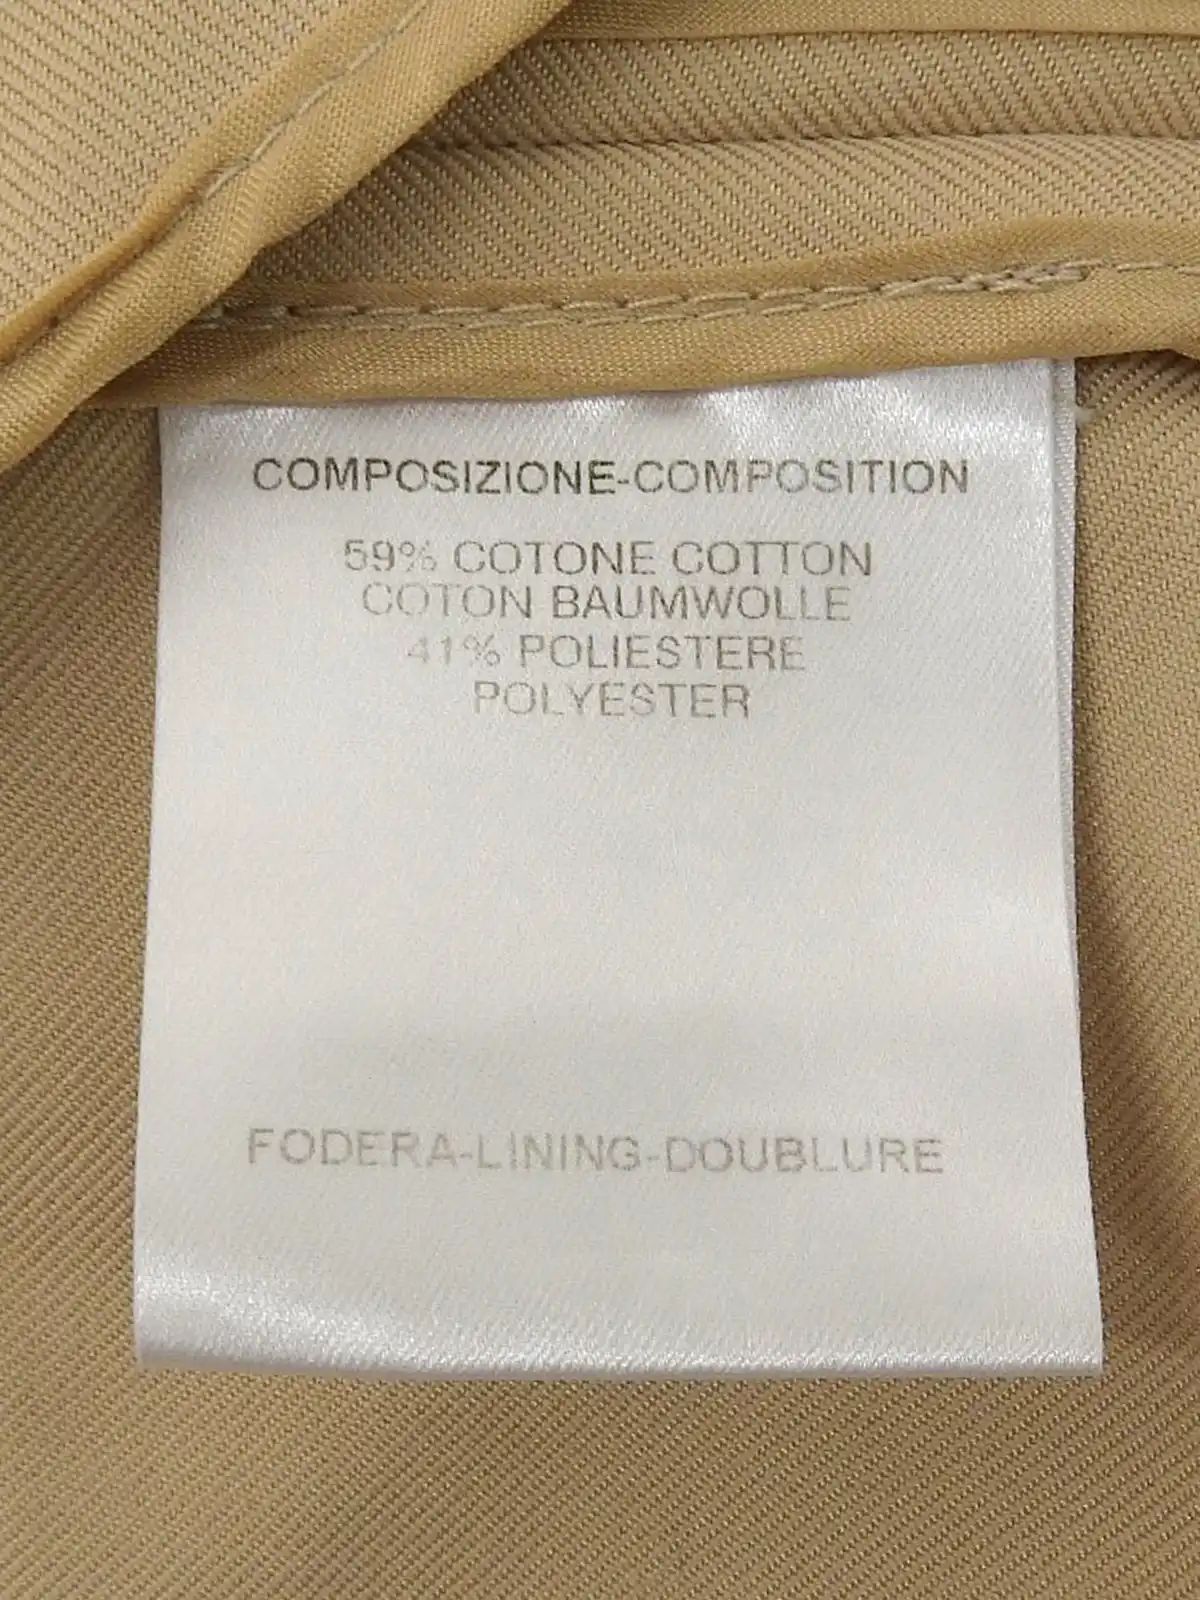 COMPOSIZIONE-COMPOSITION
59% COTONE COTTON
COTON BAUMWOLLE
41% POLIESTERE
POLYESTER
FODERA-LINING-DOUBLURE